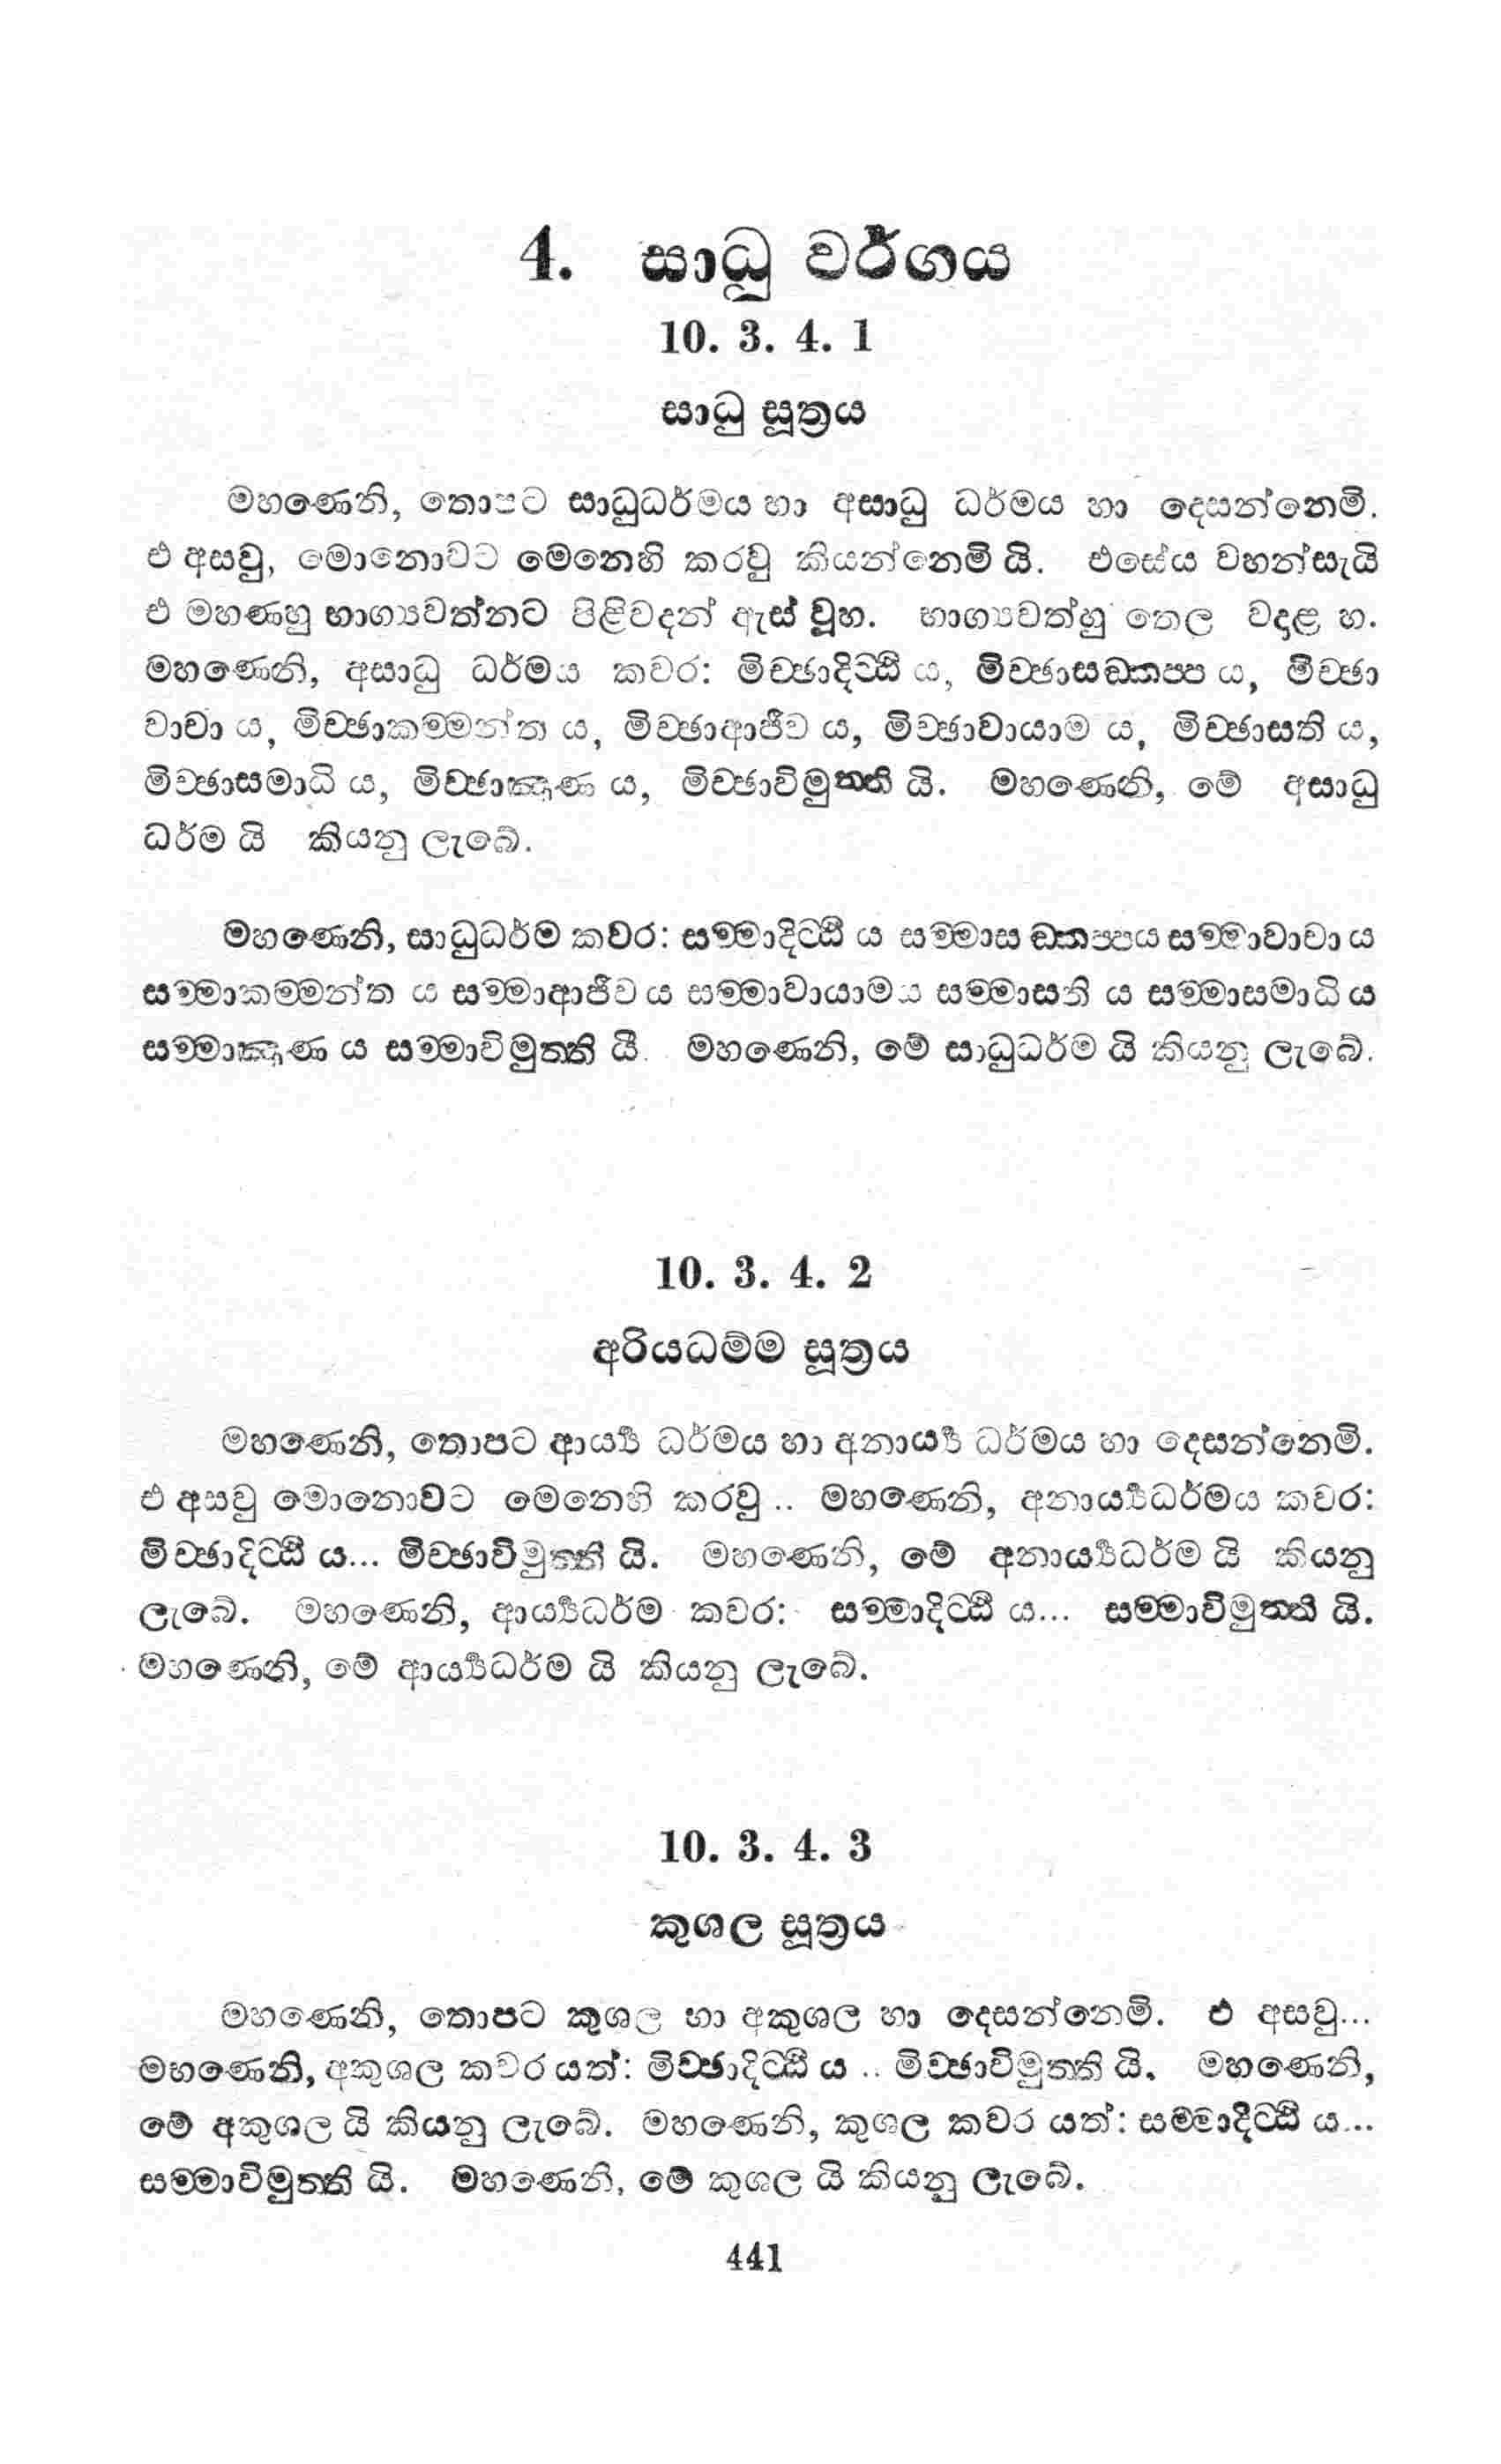 4. සාධු වර්ගය
10. 3. 4. 1
සාධු සූත්‍රය
මහණෙනි, තොපට සාධුධර්මය හා අසාධු ධර්මය හා දෙසන්නෙමි.
එ අසවු, මොනොවට මෙනෙහි කරවු කියන්නෙමි යි. එසේය වහන්සැයි
එ මහණහු භාග්‍යවත්නට පිළිවදන් ඇස් වූහ. භාග්‍යවත්හු තෙල වදළ හ.
මහණෙනි, අසාධු ධර්මය කවර: මිච්ඡාදිට්ඨි ය, මිච්ඡාසඞ්කප්ප ය, මිච්ඡා
වාචා ය, මිච්ඡාකම්මන්ත ය, මිච්ඡාආජීව ය, මිච්ඡාවායාම ය, මිච්ඡාසති ය,
මිච්ඡාසමාධි ය, මිච්ඡාඤාණ ය, මිච්ඡාවිමුත්ති යි. මහණෙනි, මේ අසාධු
ධර්ම යි කියනු ලැබේ.
මහණෙනි, සාධුධර්ම කවර: සම්මාදිට්ඨි ය සම්මාස ඞ්කප්පය සම්මාවාචා ය
සම්මාකම්මන්ත ය සම්මාආජීව ය සම්මාවායාමය සම්මාසති ය සම්මාසමාධි ය
සම්මාඤාණ ය සම්මාවිමුත්ති යි. මහණෙනි, මේ සාධුධර්ම යි කියනු ලැබේ.
10. 3. 4. 2
අරියධම්ම සූත්‍රය
මහණෙනි, තොපට ආර්‍ය්‍ය ධර්මය හා අනාර්‍ය්‍ය ධර්මය හා දෙසන්නෙමි.
එ අසවු මොනොවට මෙනෙහි කරවු .. මහණෙනි, අනාර්‍ය්‍යධර්මය කවර:
මිච්ඡාදිට්ඨි ය... මිච්ඡාවිමුත්ති යි. මහණෙනි, මේ අනාර්‍ය්‍යධර්ම යි කියනු
ලැබේ. මහණෙනි, ආර්‍ය්‍යධර්ම කවර: සම්මාදිට්ඨි ය... සම්මාවිමුත්ති යි.
මහණෙනි, මේ ආර්‍ය්‍යධර්ම යි කියනු ලැබේ.
10. 3. 4. 3
කුශල සූත්‍රය
මහණෙනි, තොපට කුශල හා අකුශල හා දෙසන්නෙමි. එ අසවු...
මහණෙනි, අකුශල කවර යත්: මිච්ඡාදිට්ඨි ය .. මිච්ඡාවිමුත්ති යි. මහණෙනි,
මේ අකුශල යි කියනු ලැබේ. මහණෙනි, කුශල කවර යත්: සම්මාදිට්ඨි ය...
සම්මාවිමුත්ති යි. මහණෙනි, මේ කුශල යි කියනු ලැබේ.
441